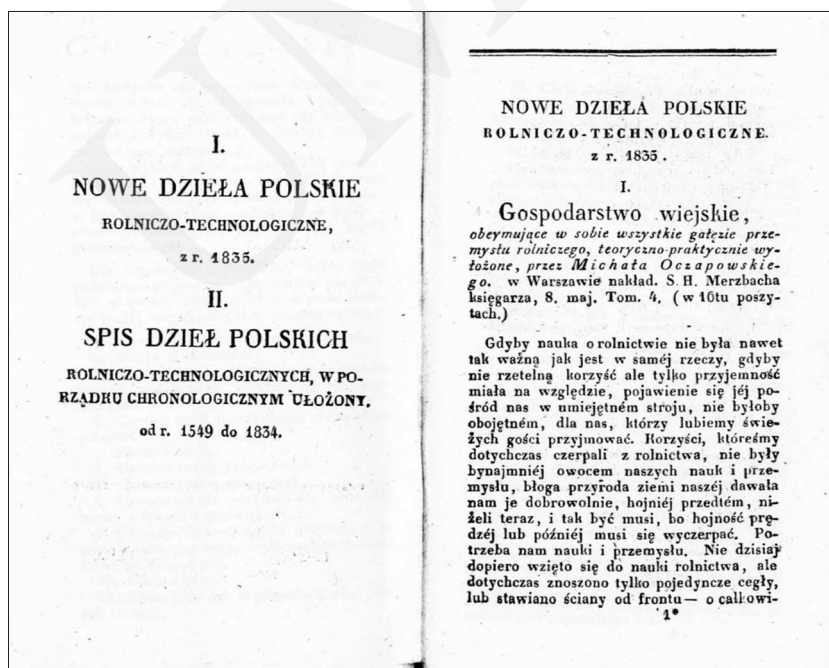 I.
NOWE DZIEŁA POLSKIE
ROLNICZO-TECHNOLOGICZNE,
z r. 1835.
II.
SPIS DZIEŁ POLSKICH
ROLNICZO-TECHNOLOGICZNYCH, W PO-
RZĄDKU CHRONOLOGICZNYM UŁOŻONY.
od r. 1549 do 1834.
NOWE DZIEŁA POLSKIE
ROLNICZO-TECHNOLOGICZNE.
z r. 1835.
I.
Gospodarstwo wiejskie,
obeymujące w sobie wszystkie gałęzie prze-
mysłu rolniczego, teoryczno-praktycznie wy-
łożone, przez Michała Oczapowskie-
go. w Warszawie nakład. S. H. Merzbacha
księgarza, 8. maj. Tom. 4. (w 16tu poszy-
tach.)
Gdyby nauka o rolnictwie nie była nawet
tak ważną jak jest w saméj rzeczy, gdyby
nie rzetelną korzyść ale tylko przyjemność
miała na względzie, pojawienie się jéj po-
śród nas w umiejętném stroju, nie byłoby
obojętném, dla nas, którzy lubiemy świe-
żych gości przyjmować. Korzyści, któreśmy
dotychczas czerpali z rolnictwa, nie były
bynajmniéj owocem naszych nauk i prze-
mysłu, błoga przyroda ziemi naszéj dawała
nam je dobrowolnie, hojniéj przedtém, ni-
żeli teraz, i tak być musi, bo hojność prę-
dzéj lub późniéj musi się wyczerpać. Po-
trzeba nam nauki i przemysłu. Nie dzisiaj
dopiero wzięto się do nauki rolnictwa, ale
dotychczas znoszono tylko pojedyncze cegły,
lub stawiano ściany od frontu — o całkowi-
1*